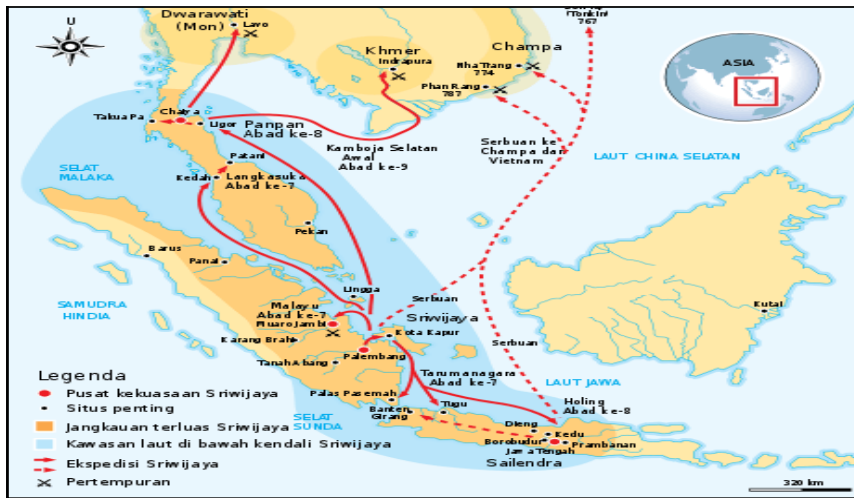 U
Dwarawati
(Mon)
Lavo
Khmer
Indrapura
Champa
Nha Trang
774
Phan Rang
787
(Tonkin)
767
ASIA
Chaiya
Takua Pa
Ligor
Panpan
Abad ke-8
Kamboja Selatan
Awal
Abad ke-9
Serbuan ke
Champa dan
Vietnam
LAUT CHINA SELATAN
SELAT
MALAKA
Patani
Kedah
Langkasuka
Abad ke-7
Pekan
Barus
Panai
Lingga
SAMUDRA
HINDIA
Malayu
Abad ke-7
Muaro Jambi
Serbuan
Sriwijaya
Kota Kapur
Karang Brahi
Palembang
Tanah Abang
Kutai
Serbuan
Tarumanagara
Abad ke-7
LAUT JAWA
Palas Pasemah
Tugu
Holing
Abad ke-8
SELAT
SUNDA
Banten
Girang
Dieng
Kedu
Borobudur
Prambanan
Jawa Tengah
Sailendra
Legenda
Pusat kekuasaan Sriwijaya
Situs penting
Jangkauan terluas Sriwijaya
Kawasan laut di bawah kendali Sriwijaya
Ekspedisi Sriwijaya
Pertempuran
320 km